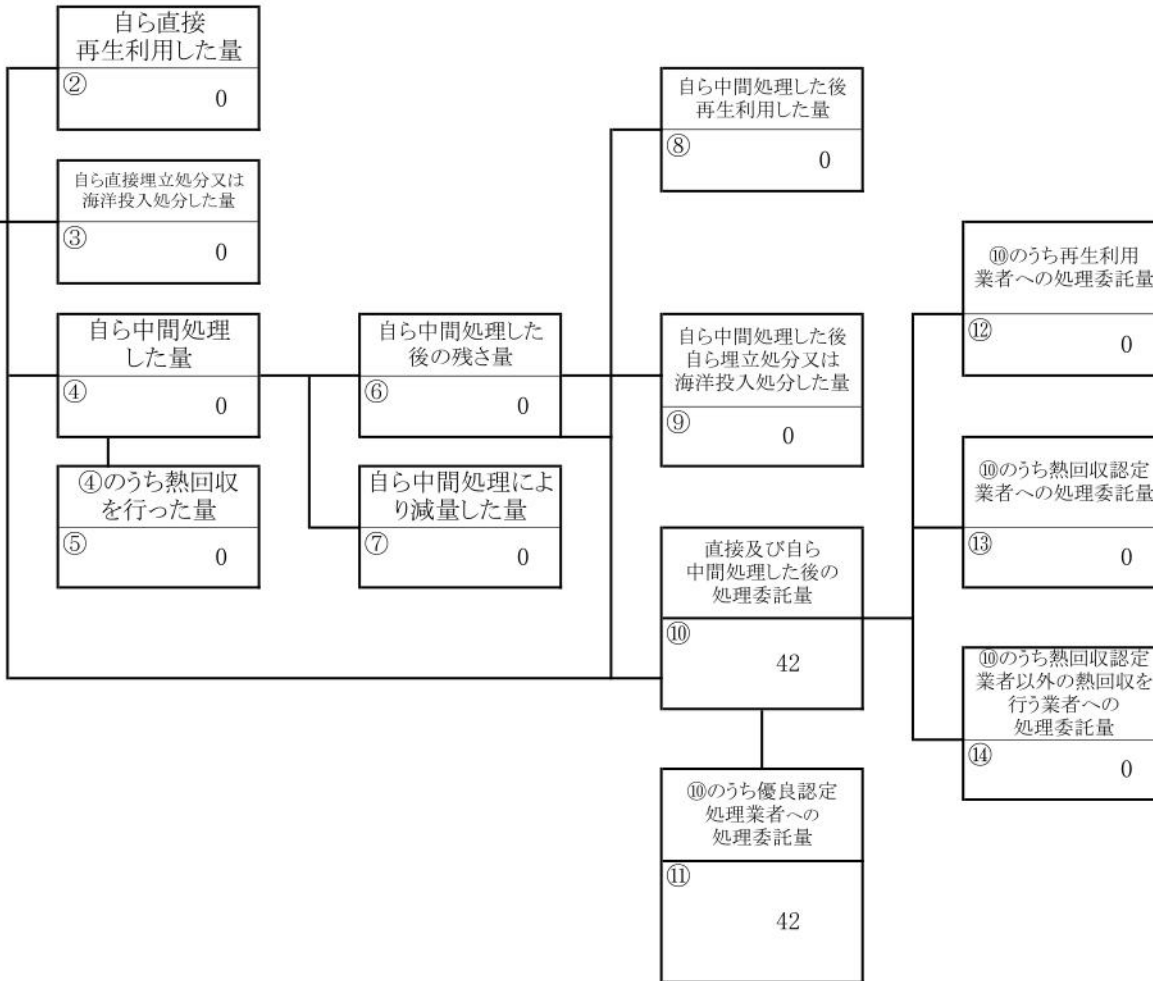 自ら直接
再生利用した量
②
0
自ら直接埋立処分又は
海洋投入処分した量
③
0
自ら中間処理
した量
④
0
④のうち熱回収
を行った量
⑤
0
自ら中間処理した
後の残さ量
⑥
0
自ら中間処理によ
り減量した量
⑦
0
自ら中間処理した後
再生利用した量
⑧
0
自ら中間処理した後
自ら埋立処分又は
海洋投入処分した量
⑨
0
直接及び自ら
中間処理した後の
処理委託量
⑩
42
⑩のうち優良認定
処理業者への
処理委託量
⑪
42
⑩のうち再生利用
業者への処理委託量
⑫
0
⑩のうち熱回収認定
業者への処理委託量
⑬
0
⑩のうち熱回収認定
業者以外の熱回収を
行う業者への
処理委託量
⑭
0